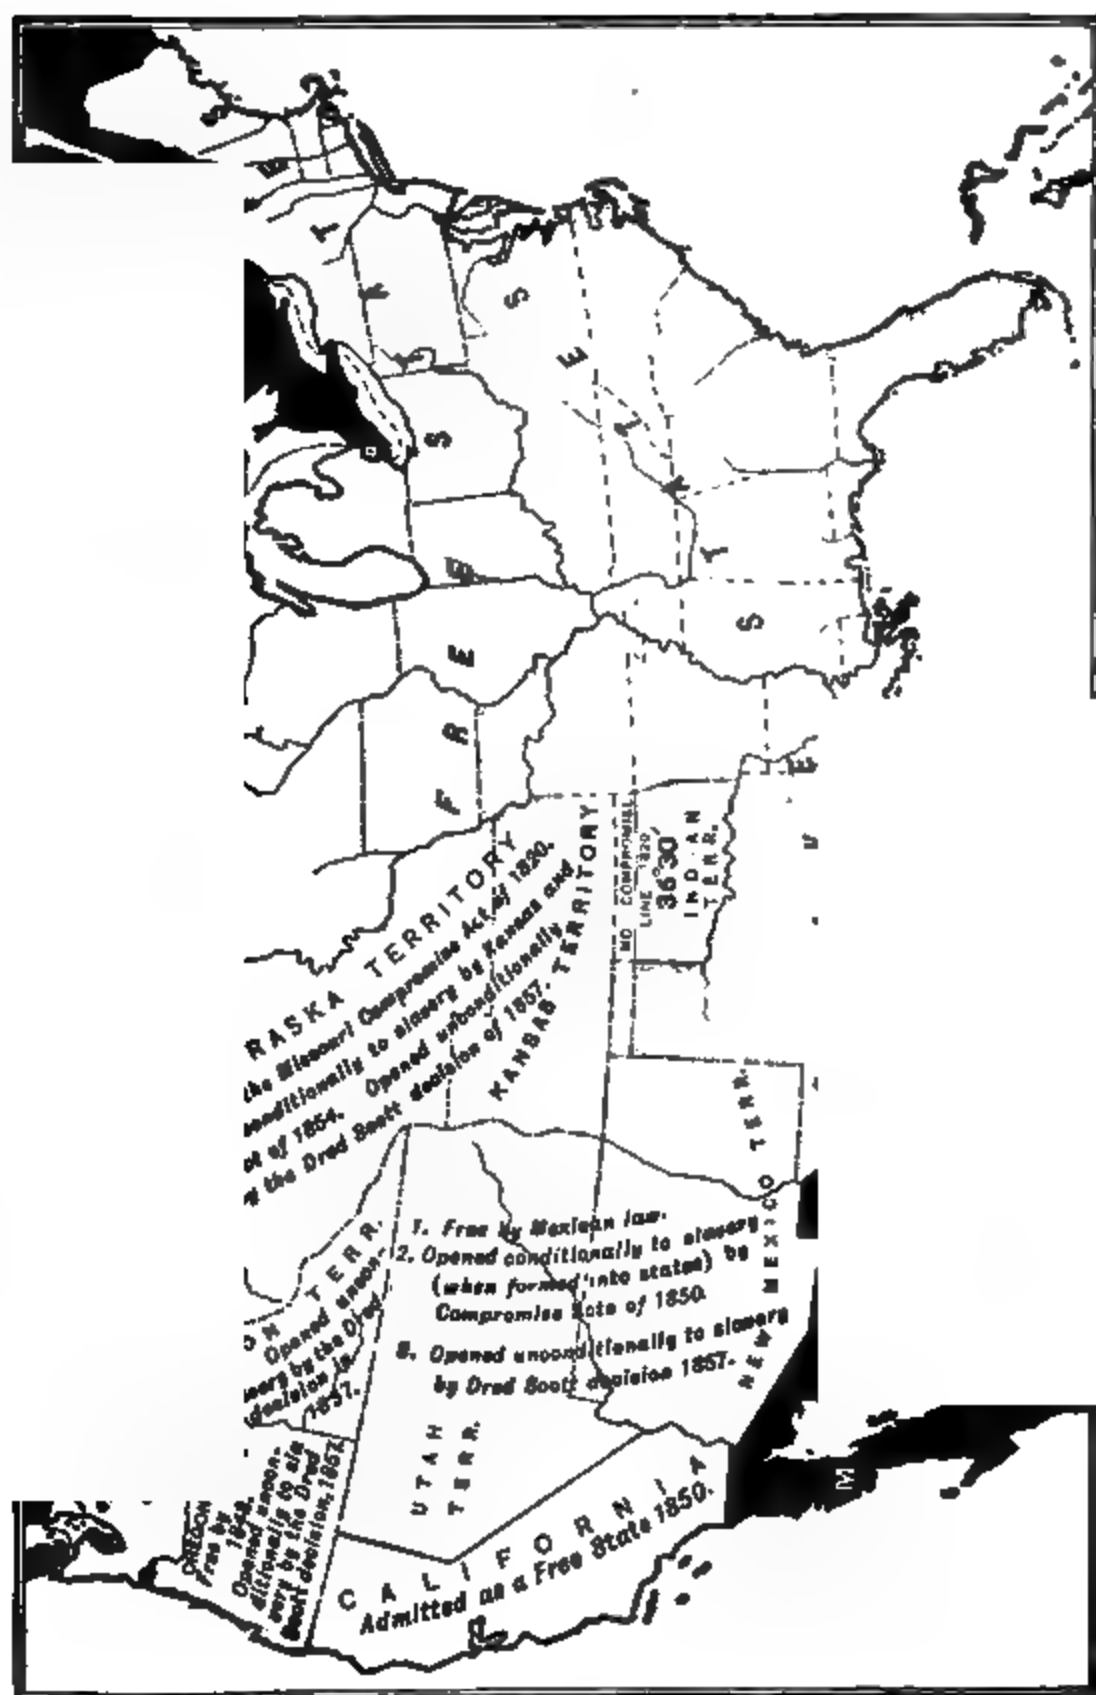 FREE STATES
SLAVE STATES
RASKA TERRITORY
the Missouri Compromise Act of 1820.
conditionally to slavery by Kansas and
ct of 1854. Opened unconditionally
the Dred Scott decision of 1857.
KANSAS TERRITORY
MO COMPROMISE
LINE 1820
36°30'
IND AN
TERR.
1. Free by Mexican law.
2. Opened conditionally to slavery
(when formed into states) by
Compromise Acts of 1850.
3. Opened unconditionally to slavery
by Dred Scott decision 1857.
NEW MEXICO TERR.
ON TERR.
Opened uncon-
by the Dred
decision in
1857.
UTAH
TERR.
OREGON
Free by
1848.
Opened uncon-
ditionally to sla
very by the Dred
Scott decision, 1857.
CALIFORNIA
Admitted as a Free State 1850.
M